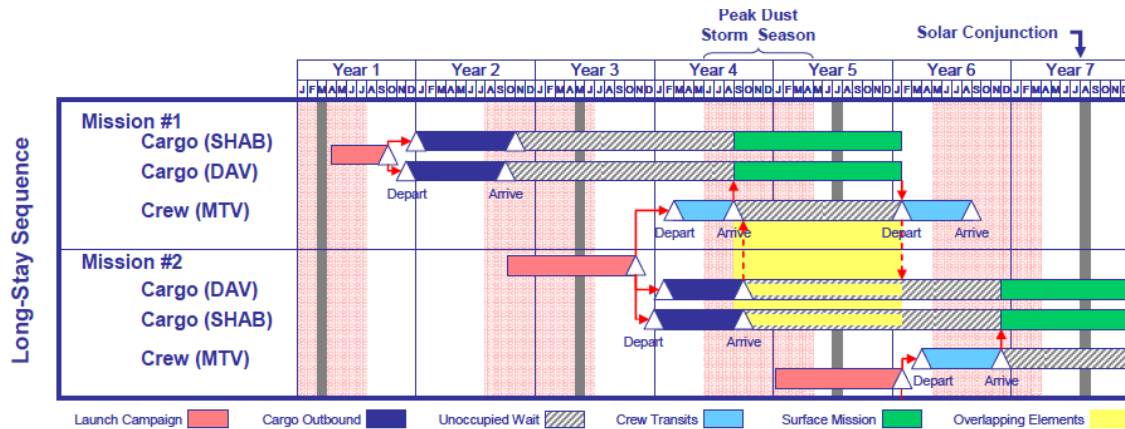 Peak Dust
Storm Season
Solar Conjunction
Year 1 Year 2 Year 3 Year 4 Year 5 Year 6 Year 7
J F M A M J J A S O N D J F M A M J J A S O N D J F M A M J J A S O N D J F M A M J J A S O N D J F M A M J J A S O N D J F M A M J J A S O N D J F M A M J J A S O N D
Long-Stay Sequence
Mission #1
Cargo (SHAB)
Cargo (DAV)
Depart Arrive
Crew (MTV)
Depart Arrive Depart Arrive
Mission #2
Cargo (DAV)
Cargo (SHAB)
Depart Arrive
Crew (MTV)
Depart Arrive
Launch Campaign Cargo Outbound Unoccupied Wait Crew Transits Surface Mission Overlapping Elements